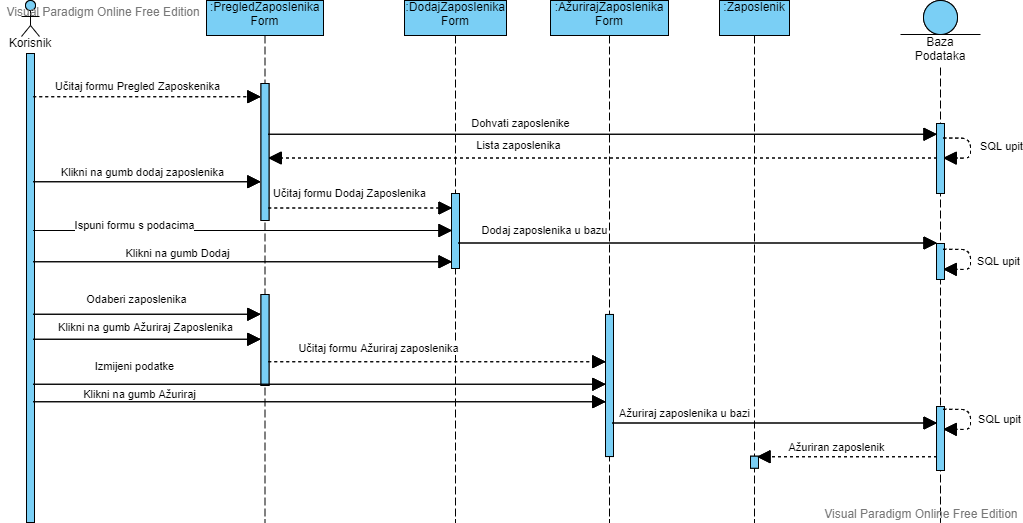 Visual Paradigm Online Free Edition
:PregledZaposlenika
Form
:DodajZaposlenika
Form
:AžurirajZaposlenika
Form
:Zaposlenik
Korisnik
Baza
Podataka
Učitaj formu Pregled Zaposkenika
Dohvati zaposlenike
Lista zaposlenika
SQL upit
Klikni na gumb dodaj zaposlenika
Učitaj formu Dodaj Zaposlenika
Ispuni formu s podacima
Dodaj zaposlenika u bazu
Klikni na gumb Dodaj
SQL upit
Odaberi zaposlenika
Klikni na gumb Ažuriraj Zaposlenika
Učitaj formu Ažuriraj zaposlenika
Izmijeni podatke
Klikni na gumb Ažuriraj
Ažuriraj zaposlenika u bazi
SQL upit
Ažuriran zaposlenik
Visual Paradigm Online Free Edition